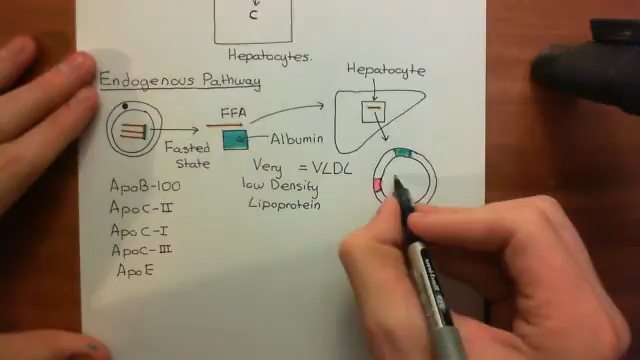 C
Hepatocytes.
Endogenous Pathway
Hepatocyte
FFA
Albumin
Fasted
State
Very = VLDL
low Density
Lipoprotein
ApoB-100
ApoC-II
ApoC-I
ApoC-III
ApoE